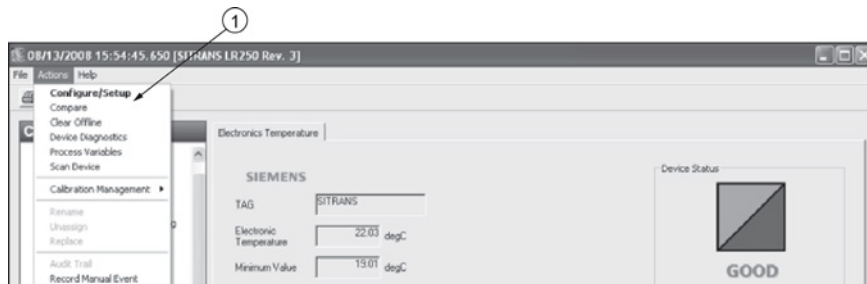 1
08/13/2008 15:54:45.650 [SITRANS LR250 Rev. 3]
File Actions Help
Configure/Setup
Compare
Clear Offline
Device Diagnostics
Process Variables
Scan Device
Calibration Management
Rename
Unassign
Replace
Audit Trail
Record Manual Event
Electronics Temperature
SIEMENS
TAG SITRANS
Electronic Temperature 22.03 degC
Minimum Value 19.01 degC
Device Status
GOOD